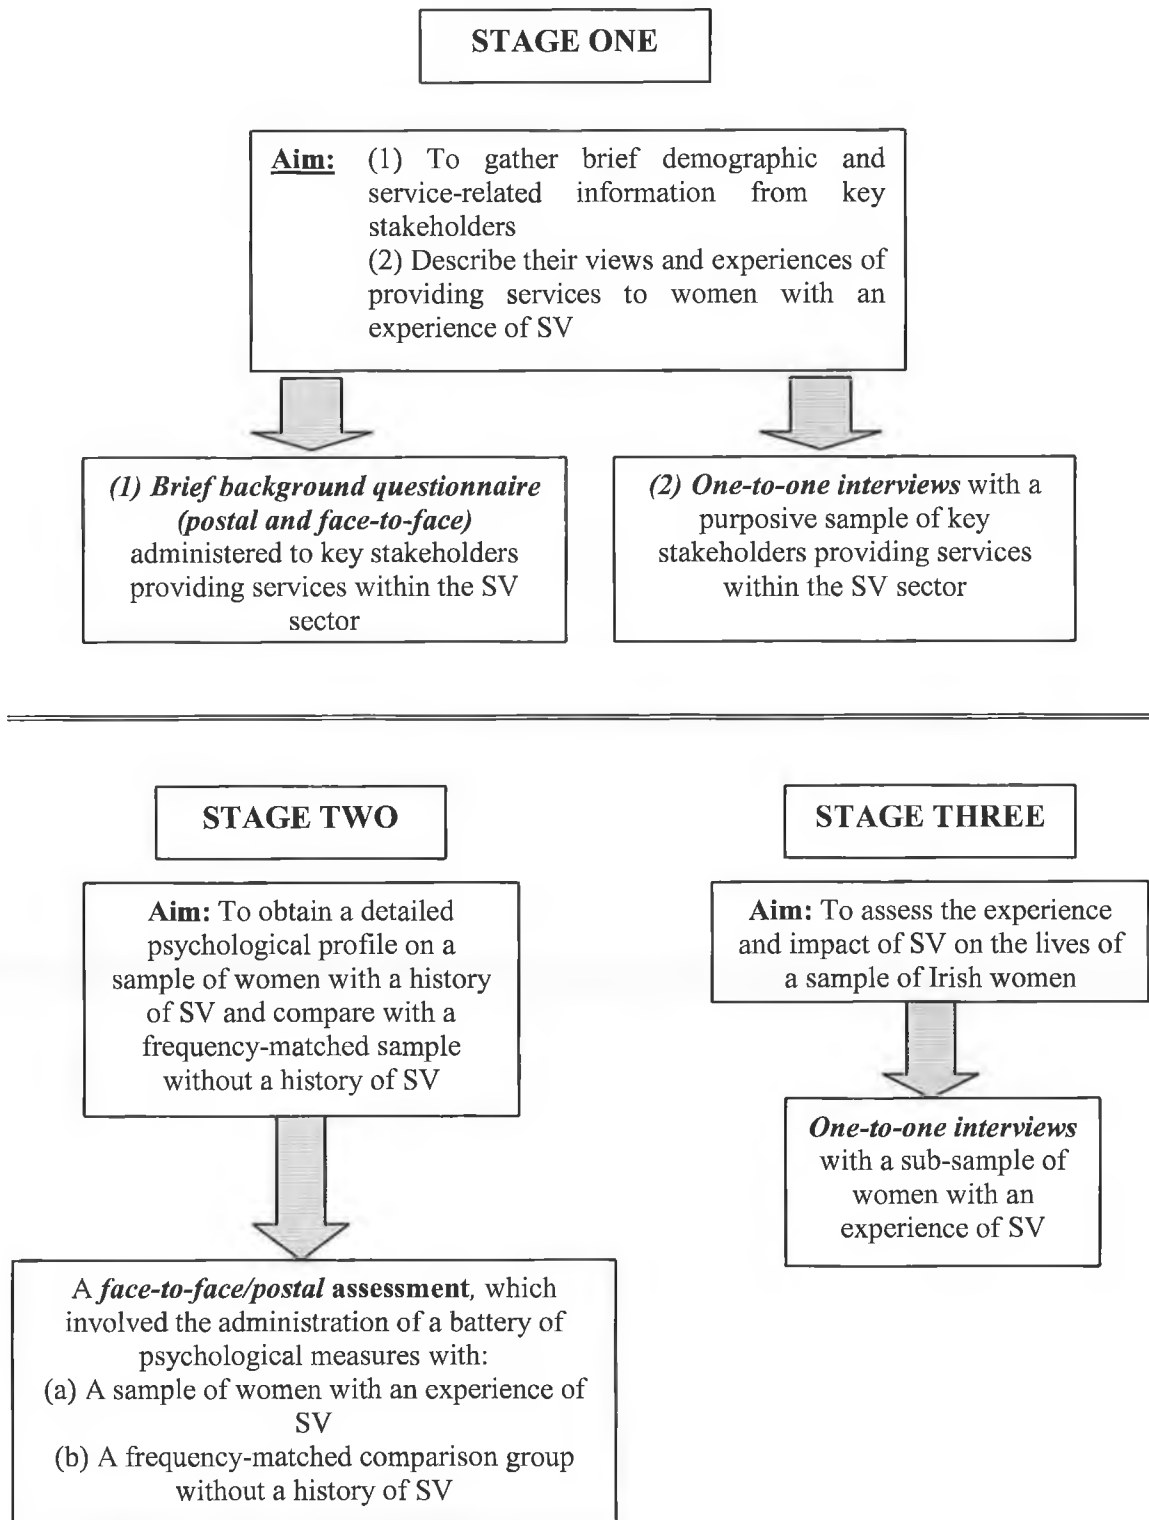 STAGE ONE
Aim: (1) To gather brief demographic and
service-related information from key
stakeholders
(2) Describe their views and experiences of
providing services to women with an
experience of SV
(1) Brief background questionnaire
(postal and face-to-face)
administered to key stakeholders
providing services within the SV
sector
(2) One-to-one interviews with a
purposive sample of key
stakeholders providing services
within the SV sector
STAGE TWO
Aim: To obtain a detailed
psychological profile on a
sample of women with a history
of SV and compare with a
frequency-matched sample
without a history of SV
A face-to-face/postal assessment, which
involved the administration of a battery of
psychological measures with:
(a) A sample of women with an experience of
SV
(b) A frequency-matched comparison group
without a history of SV
STAGE THREE
Aim: To assess the experience
and impact of SV on the lives of
a sample of Irish women
One-to-one interviews
with a sub-sample of
women with an
experience of SV